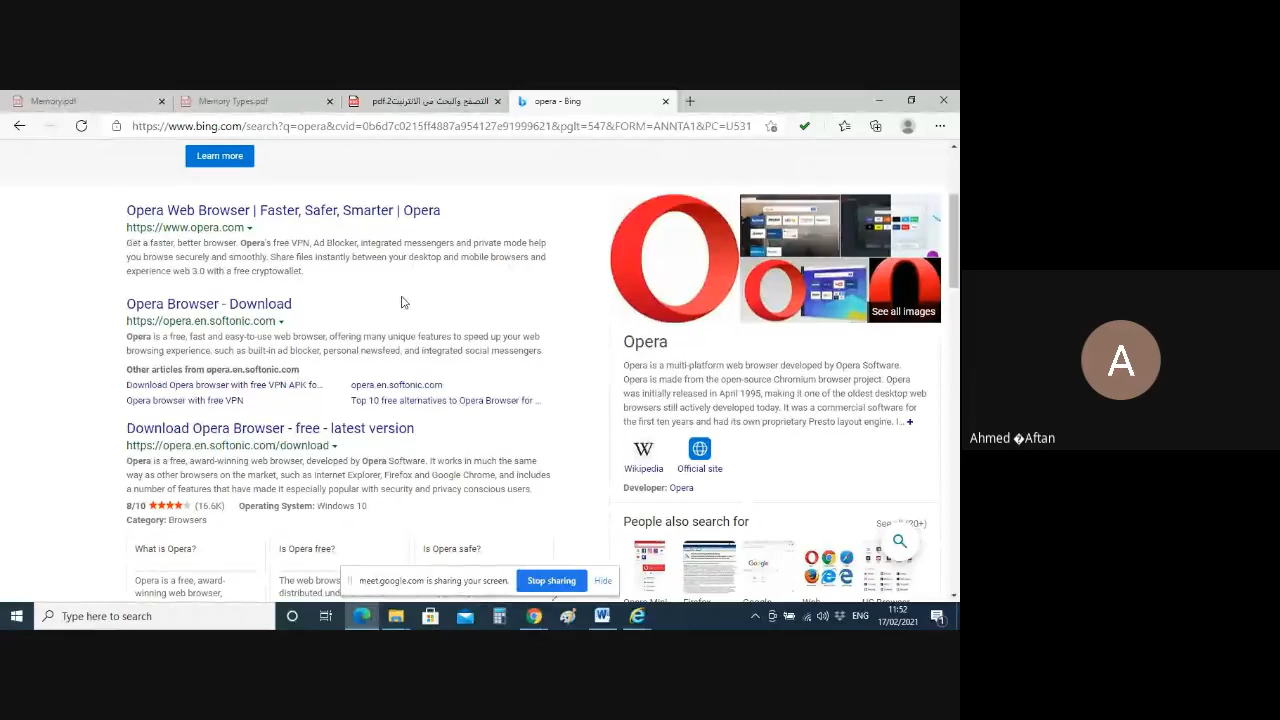 Memory.pdf
Memory Types.pdf
التصفح والبحث من الانترنيت2.pdf
opera - Bing
https://www.bing.com/search?q=opera&cvid=0b6d7c0215ff4887a954127e91999621&pglt=547&FORM=ANNTA1&PC=U531
Learn more
Opera Web Browser | Faster, Safer, Smarter | Opera
https://www.opera.com
Get a faster, better browser. Opera's free VPN, Ad Blocker, integrated messengers and private mode help
you browse securely and smoothly. Share files instantly between your desktop and mobile browsers and
experience web 3.0 with a free cryptowallet.
Opera Browser - Download
https://opera.en.softonic.com
Opera is a free, fast and easy-to-use web browser, offering many unique features to speed up your web
browsing experience, such as built-in ad blocker, personal newsfeed, and integrated social messengers.
Other articles from opera.en.softonic.com
Download Opera browser with free VPN APK fo...
opera.en.softonic.com
Opera browser with free VPN
Top 10 free alternatives to Opera Browser for ...
Download Opera Browser - free - latest version
https://opera.en.softonic.com/download
Opera is a free, award-winning web browser, developed by Opera Software. It works in much the same
way as other browsers on the market, such as Internet Explorer, Firefox and Google Chrome, and includes
a number of features that have made it especially popular with security and privacy conscious users.
8/10 (16.6K) Operating System: Windows 10
Category: Browsers
What is Opera?
Is Opera free?
Is Opera safe?
Opera is a free, award-
winning web browser,
The web brows
distributed und
See all images
Opera
Opera is a multi-platform web browser developed by Opera Software.
Opera is made from the open-source Chromium browser project. Opera
was initially released in April 1995, making it one of the oldest desktop web
browsers still actively developed today. It was a commercial software for
the first ten years and had its own proprietary Presto layout engine. I... +
W
Wikipedia
Official site
Developer: Opera
People also search for
See (20+)
Google
Opera Mini
Firefox
Google
Web
UC Browser
meet.google.com is sharing your screen.
Stop sharing
Hide
Type here to search
ENG
11:52
17/02/2021
A
Ahmed �Aftan